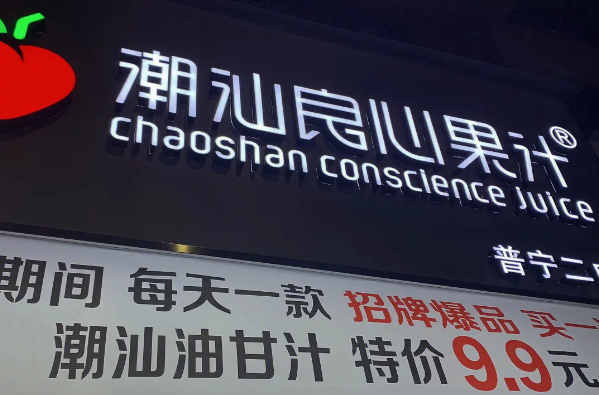 潮汕良心果汁®
chaoshan conscience Juice
普宁二
期间 每天一款 招牌爆品 买一
潮汕油甘汁 特价9.9元